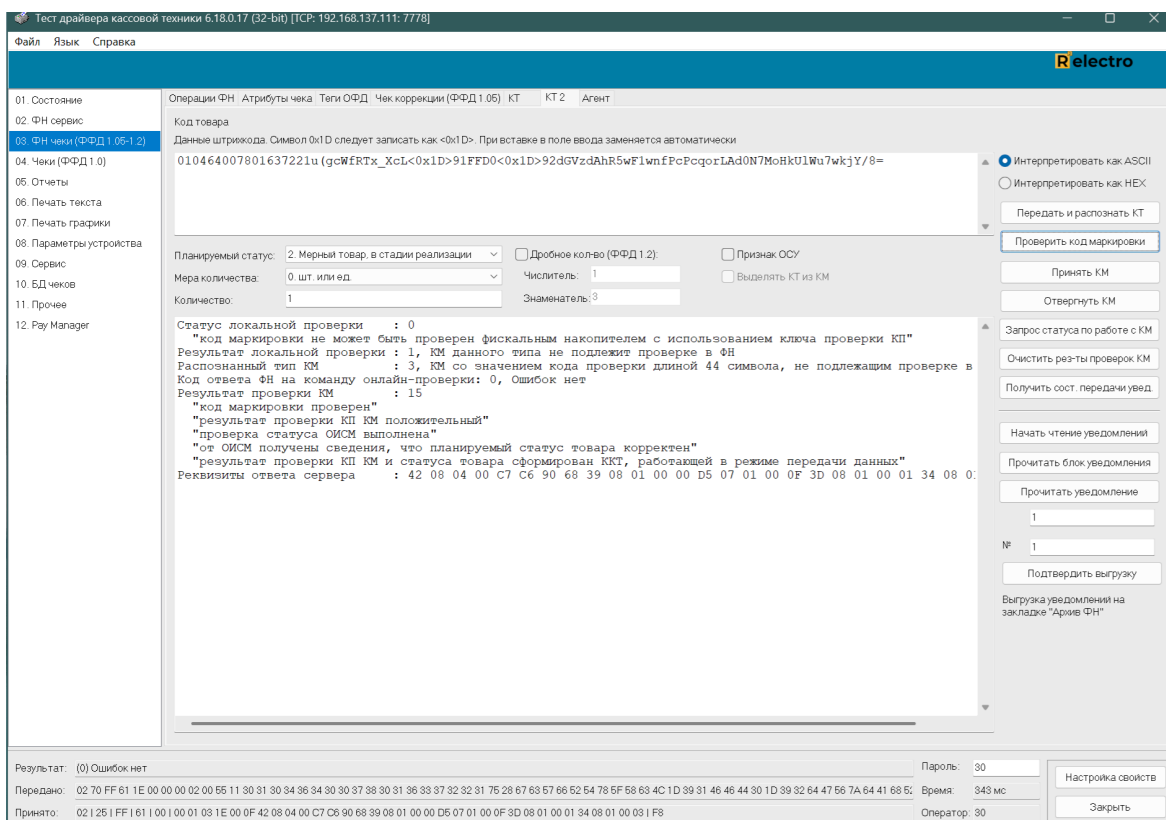 Тест драйвера кассовой техники 6.18.0.17 (32-bit) [TCP: 192.168.137.111: 7778]
Файл Язык Справка
R electro
01. Состояние
02. ФН сервис
03. ФН чеки (ФФД 1.05-1.2)
04. Чеки (ФФД 1.0)
05. Отчеты
06. Печать текста
07. Печать графики
08. Параметры устройства
09. Сервис
10. БД чеков
11. Прочее
12. Pay Manager
Операции ФН Атрибуты чека Теги ОФД Чек коррекции (ФФД 1.05) КТ КТ 2 Агент
Код товара
Данные штрихкода. Символ 0x1D следует записать как <0x1D>. При вставке в поле ввода заменяется автоматически
010464007801637221u(gcWfRTx_XcL<0x1D>91FFD0<0x1D>92dGVzdAhR5wF1wnfPcPcqorLAd0N7MoHkUlWu7wkjY/8=
Интерпретировать как ASCII
Интерпретировать как HEX
Передать и распознать КТ
Проверить код маркировки
Принять КМ
Отвергнуть КМ
Запрос статуса по работе с КМ
Очистить рез-ты проверок КМ
Получить сост. передачи увед.
Начать чтение уведомлений
Прочитать блок уведомления
Прочитать уведомление
1
№ 1
Подтвердить выгрузку
Выгрузка уведомлений на
закладке "Архив ФН"
Планируемый статус: 2. Мерный товар, в стадии реализации Дробное кол-во (ФФД 1.2): Признак ОСУ
Мера количества: 0. шт. или ед. Числитель: 1 Выделять КТ из КМ
Количество: 1 Знаменатель: 3
Статус локальной проверки : 0
"код маркировки не может быть проверен фискальным накопителем с использованием ключа проверки КП"
Результат локальной проверки : 1, КМ данного типа не подлежит проверке в ФН
Распознанный тип КМ : 3, КМ со значением кода проверки длиной 44 символа, не подлежащим проверке в
Код ответа ФН на команду онлайн-проверки: 0, Ошибок нет
Результат проверки КМ : 15
"код маркировки проверен"
"результат проверки КП КМ положительный"
"проверка статуса ОИСМ выполнена"
"от ОИСМ получены сведения, что планируемый статус товара корректен"
"результат проверки КП КМ и статуса товара сформирован ККТ, работающей в режиме передачи данных"
Реквизиты ответа сервера : 42 08 04 00 C7 C6 90 68 39 08 01 00 00 D5 07 01 00 0F 3D 08 01 00 01 34 08 0
Результат: (0) Ошибок нет Пароль: 30
Передано: 02 70 FF 61 1E 00 00 00 02 00 55 11 30 31 30 34 36 34 30 30 37 38 30 31 36 33 37 32 32 31 75 28 67 63 57 66 52 54 78 5F 58 63 4C 1D 39 31 46 46 44 30 1D 39 32 64 47 56 7A 64 41 68 52 Время: 343 мс
Принято: 02 | 25 | FF | 61 | 00 | 00 01 03 1E 00 0F 42 08 04 00 C7 C6 90 68 39 08 01 00 00 D5 07 01 00 0F 3D 08 01 00 01 34 08 01 00 03 | F8 Оператор: 30
Настройка свойств
Закрыть